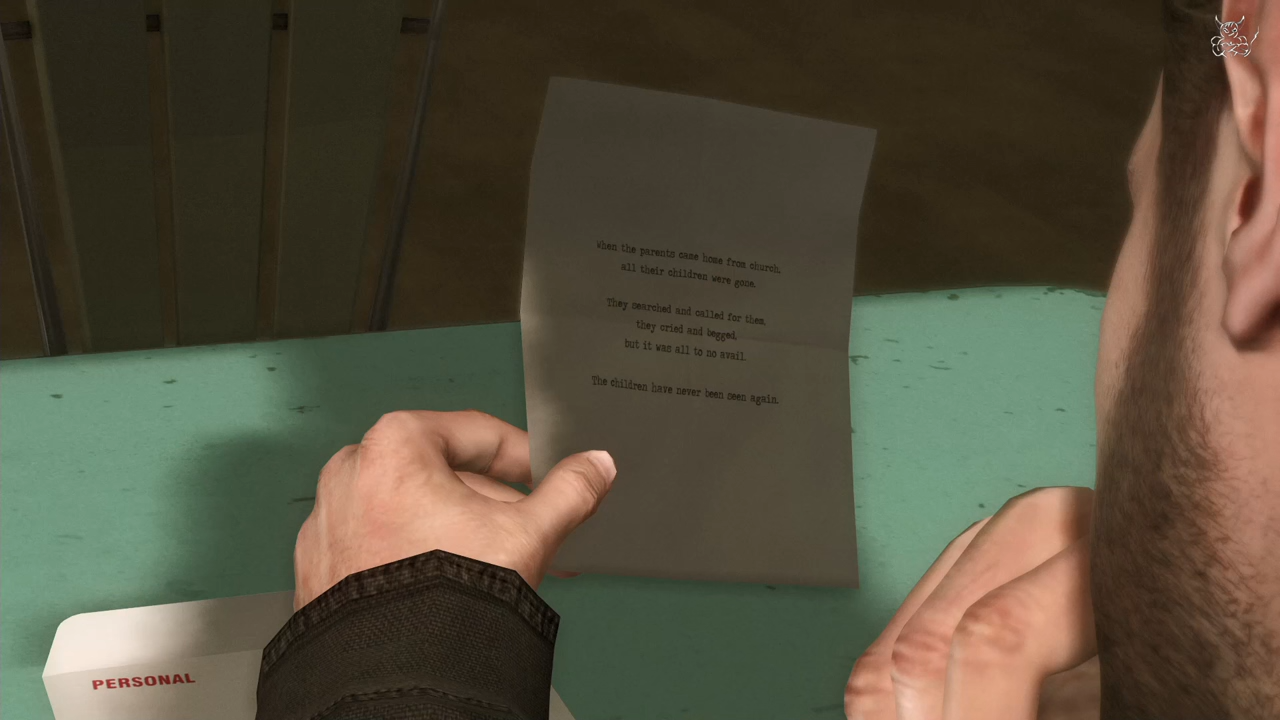 When the parents came home from church,
all their children were gone.
They searched and called for them,
they cried and begged,
but it was all to no avail.
The children have never been seen again.
PERSONAL